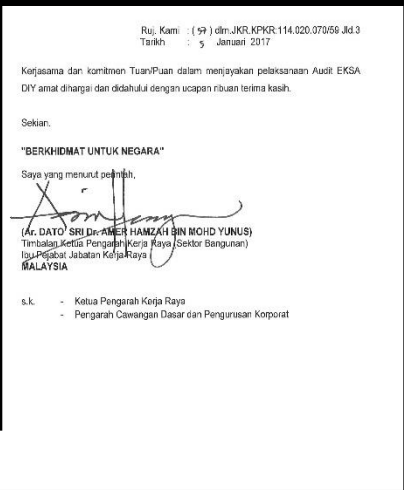 Ruj. Kami : ( 57 ) dlm.JKR.KPKR:114.020.070/59 Jld.3
Tarikh : 5 Januari 2017
Kerjasama dan komitmen Tuan/Puan dalam menjayakan pelaksanaan Audit EKSA
DIY amat dihargai dan didahului dengan ucapan ribuan terima kasih.
Sekian.
"BERKHIDMAT UNTUK NEGARA"
Saya yang menurut perintah,
(Ar. DATO' SRI Dr. AMER HAMZAH BIN MOHD YUNUS)
Timbalan Ketua Pengarah Kerja Raya (Sektor Bangunan)
Ibu Pejabat Jabatan Kerja Raya
MALAYSIA
s.k. - Ketua Pengarah Kerja Raya
- Pengarah Cawangan Dasar dan Pengurusan Korporat